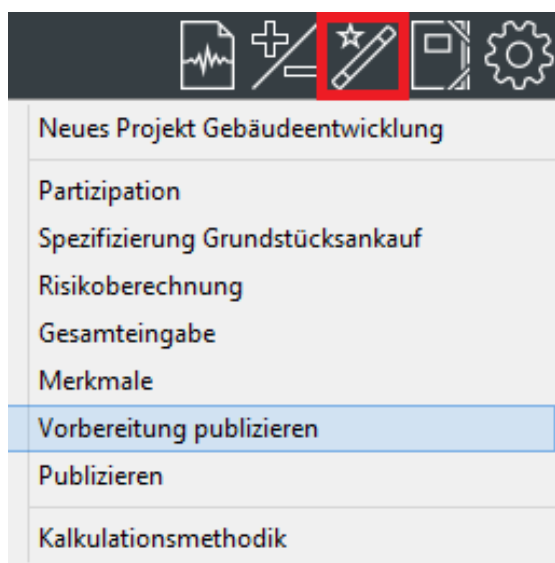 Neues Projekt Gebäudeentwicklung
Partizipation
Spezifizierung Grundstücksankauf
Risikoberechnung
Gesamteingabe
Merkmale
Vorbereitung publizieren
Publizieren
Kalkulationsmethodik